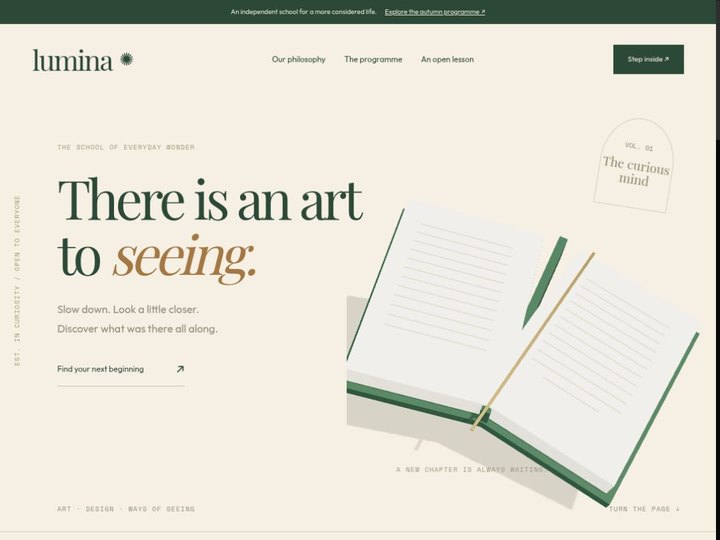 An independent school for a more considered life. Explore the autumn programme ↗
lumina
Our philosophy The programme An open lesson
Step inside ↗
VOL. 01
The curious
mind
THE SCHOOL OF EVERYDAY WONDER
There is an art
to seeing.
EST. IN CURIOSITY / OPEN TO EVERYONE
Slow down. Look a little closer.
Discover what was there all along.
Find your next beginning ↗
A NEW CHAPTER IS ALWAYS WAITING
ART · DESIGN · WAYS OF SEEING
TURN THE PAGE ↓